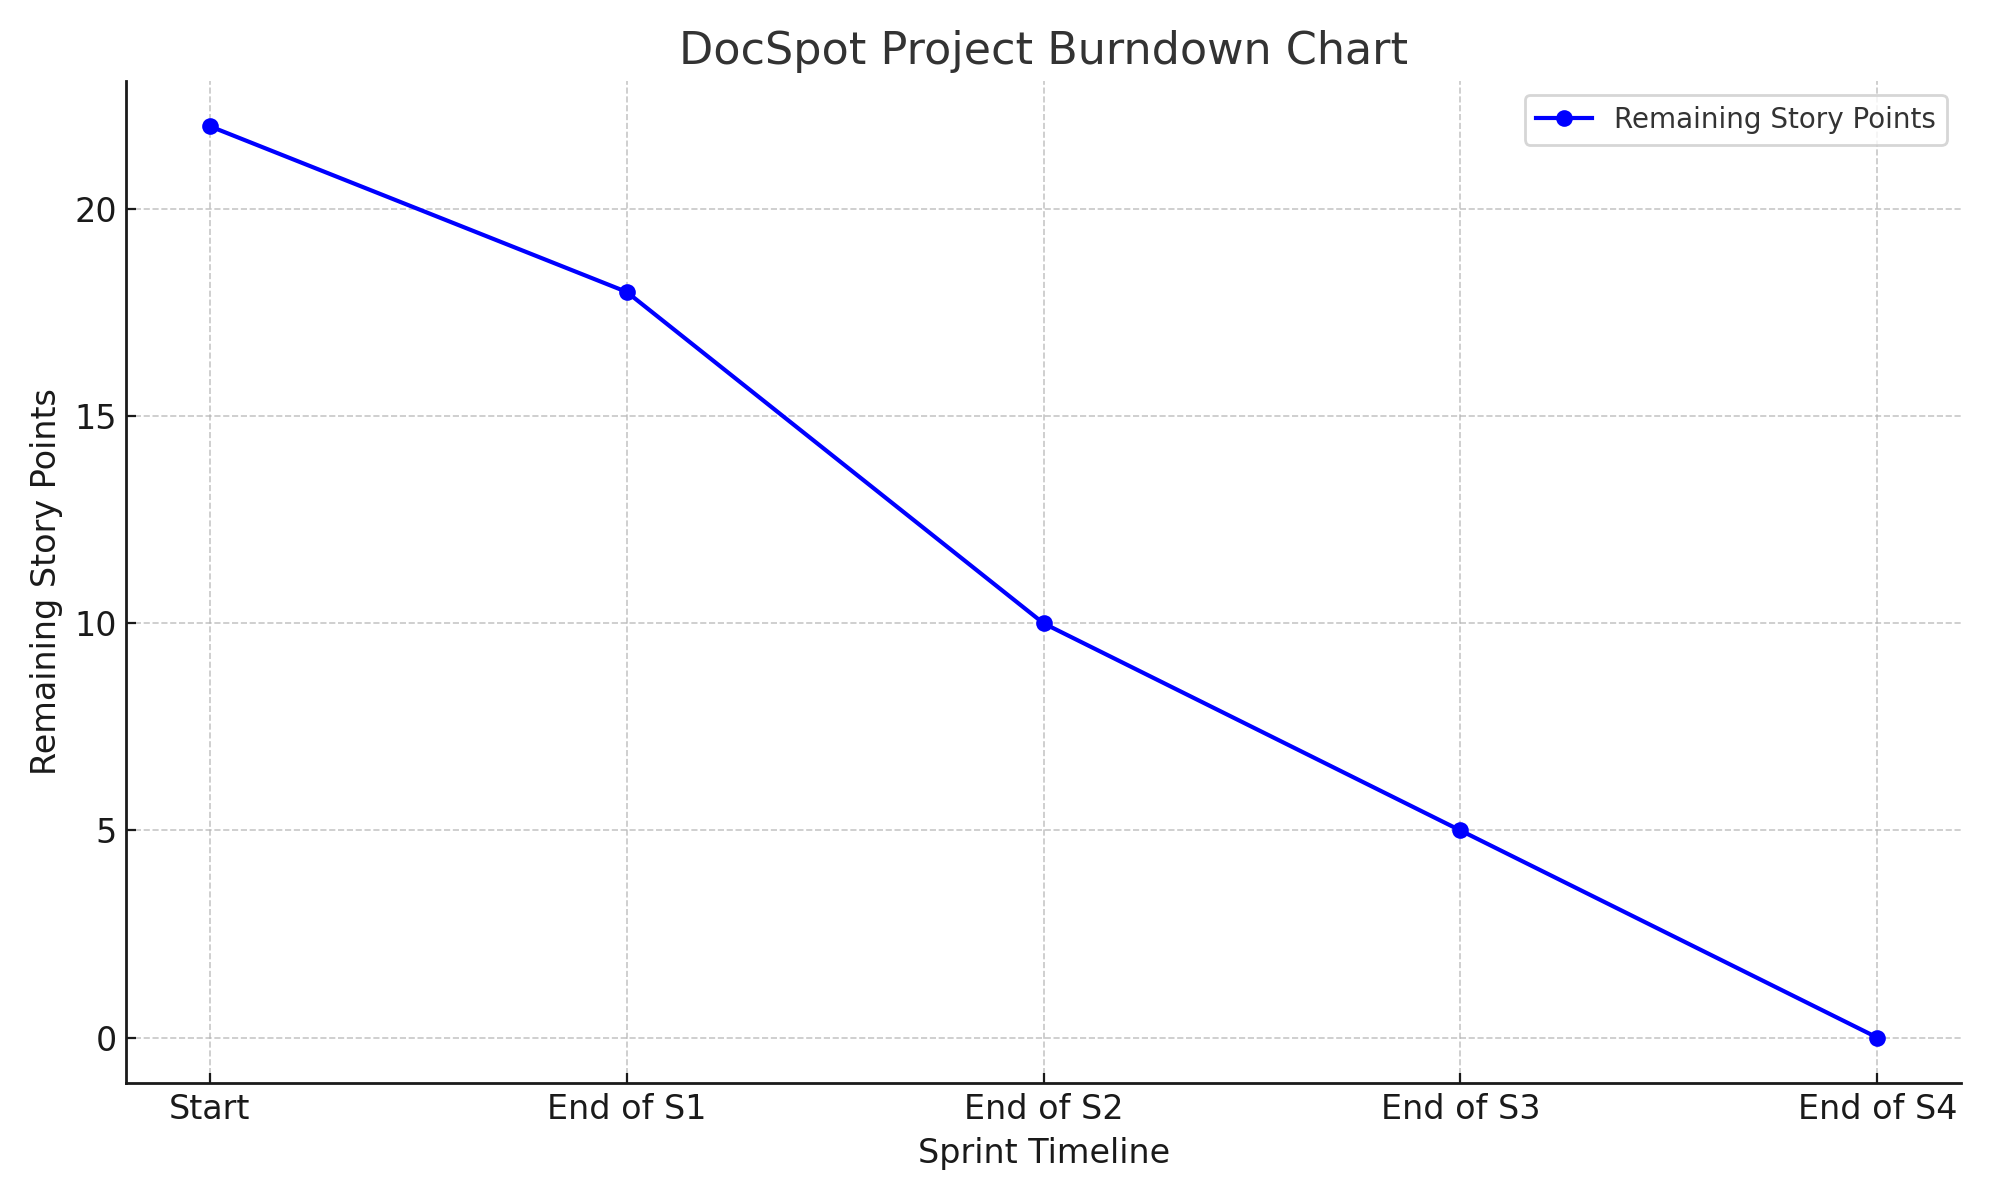 DocSpot Project Burndown Chart
Remaining Story Points
Remaining Story Points
20
15
10
5
0
Start
End of S1
End of S2
End of S3
End of S4
Sprint Timeline